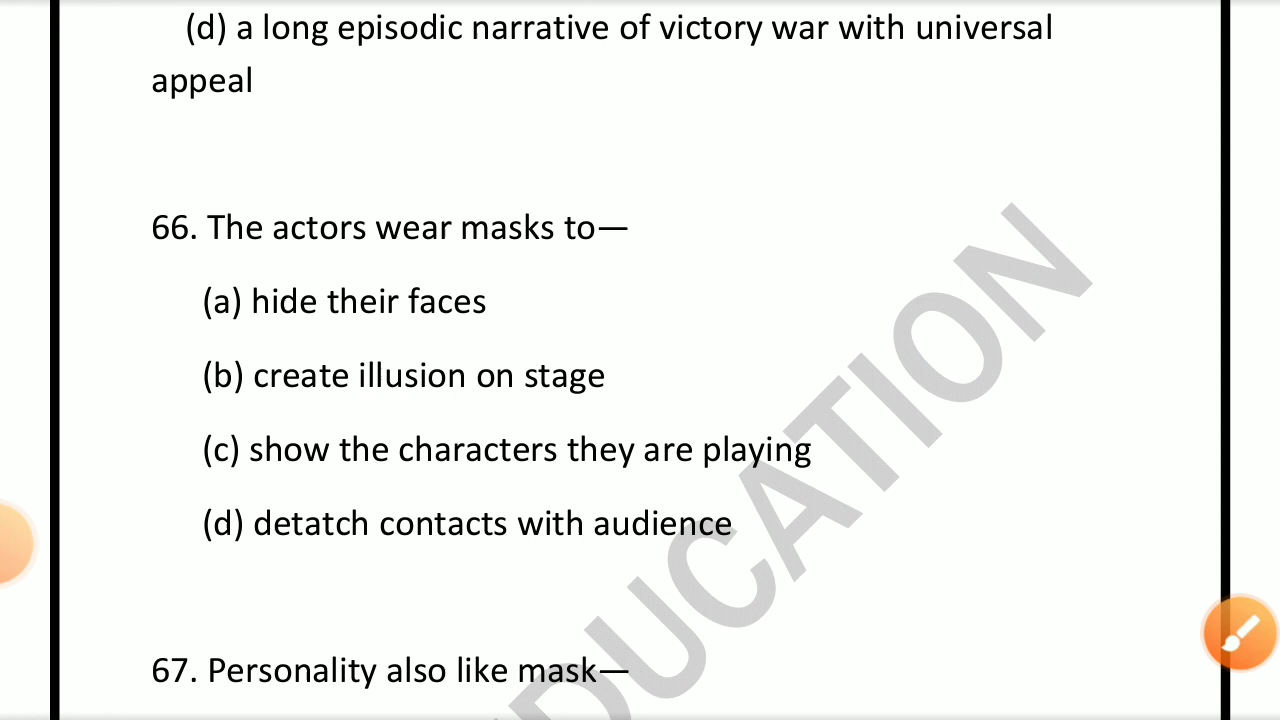 (d) a long episodic narrative of victory war with universal
appeal
66. The actors wear masks to—
(a) hide their faces
(b) create illusion on stage
(c) show the characters they are playing
(d) detatch contacts with audience
67. Personality also like mask—